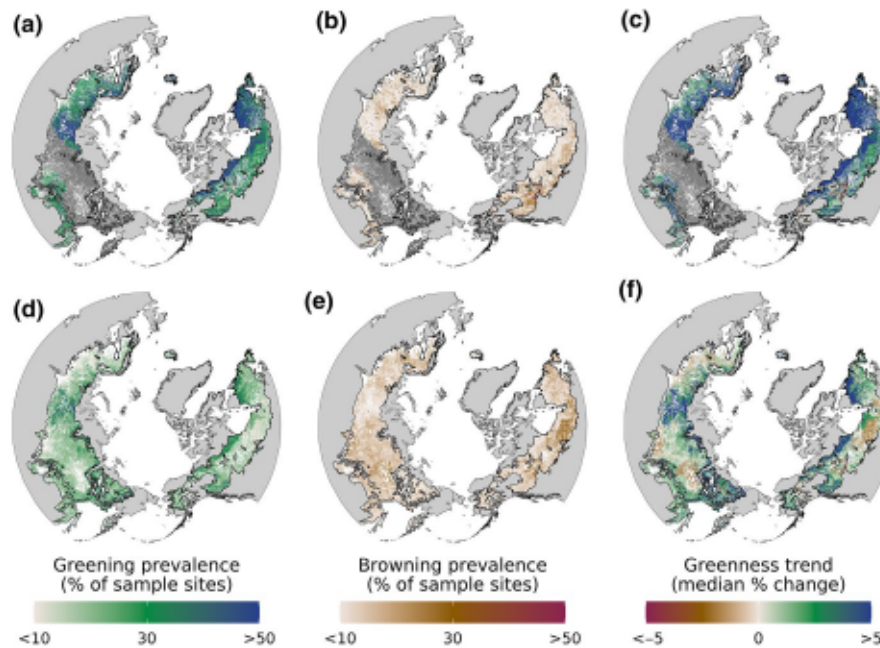 (a)
(b)
(c)
(d)
(e)
(f)
Greening prevalence
(% of sample sites)
<10 30 >50
Browning prevalence
(% of sample sites)
<10 30 >50
Greenness trend
(median % change)
<−5 0 >5